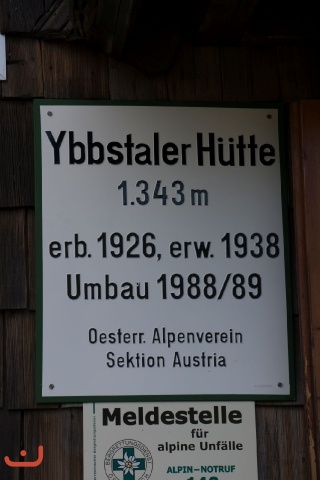 Ybbstaler Hütte
1.343 m
erb. 1926, erw. 1938
Umbau 1988/89
Oesterr. Alpenverein
Sektion Austria
Meldestelle
für
alpine Unfälle
ALPIN-NOTRUF